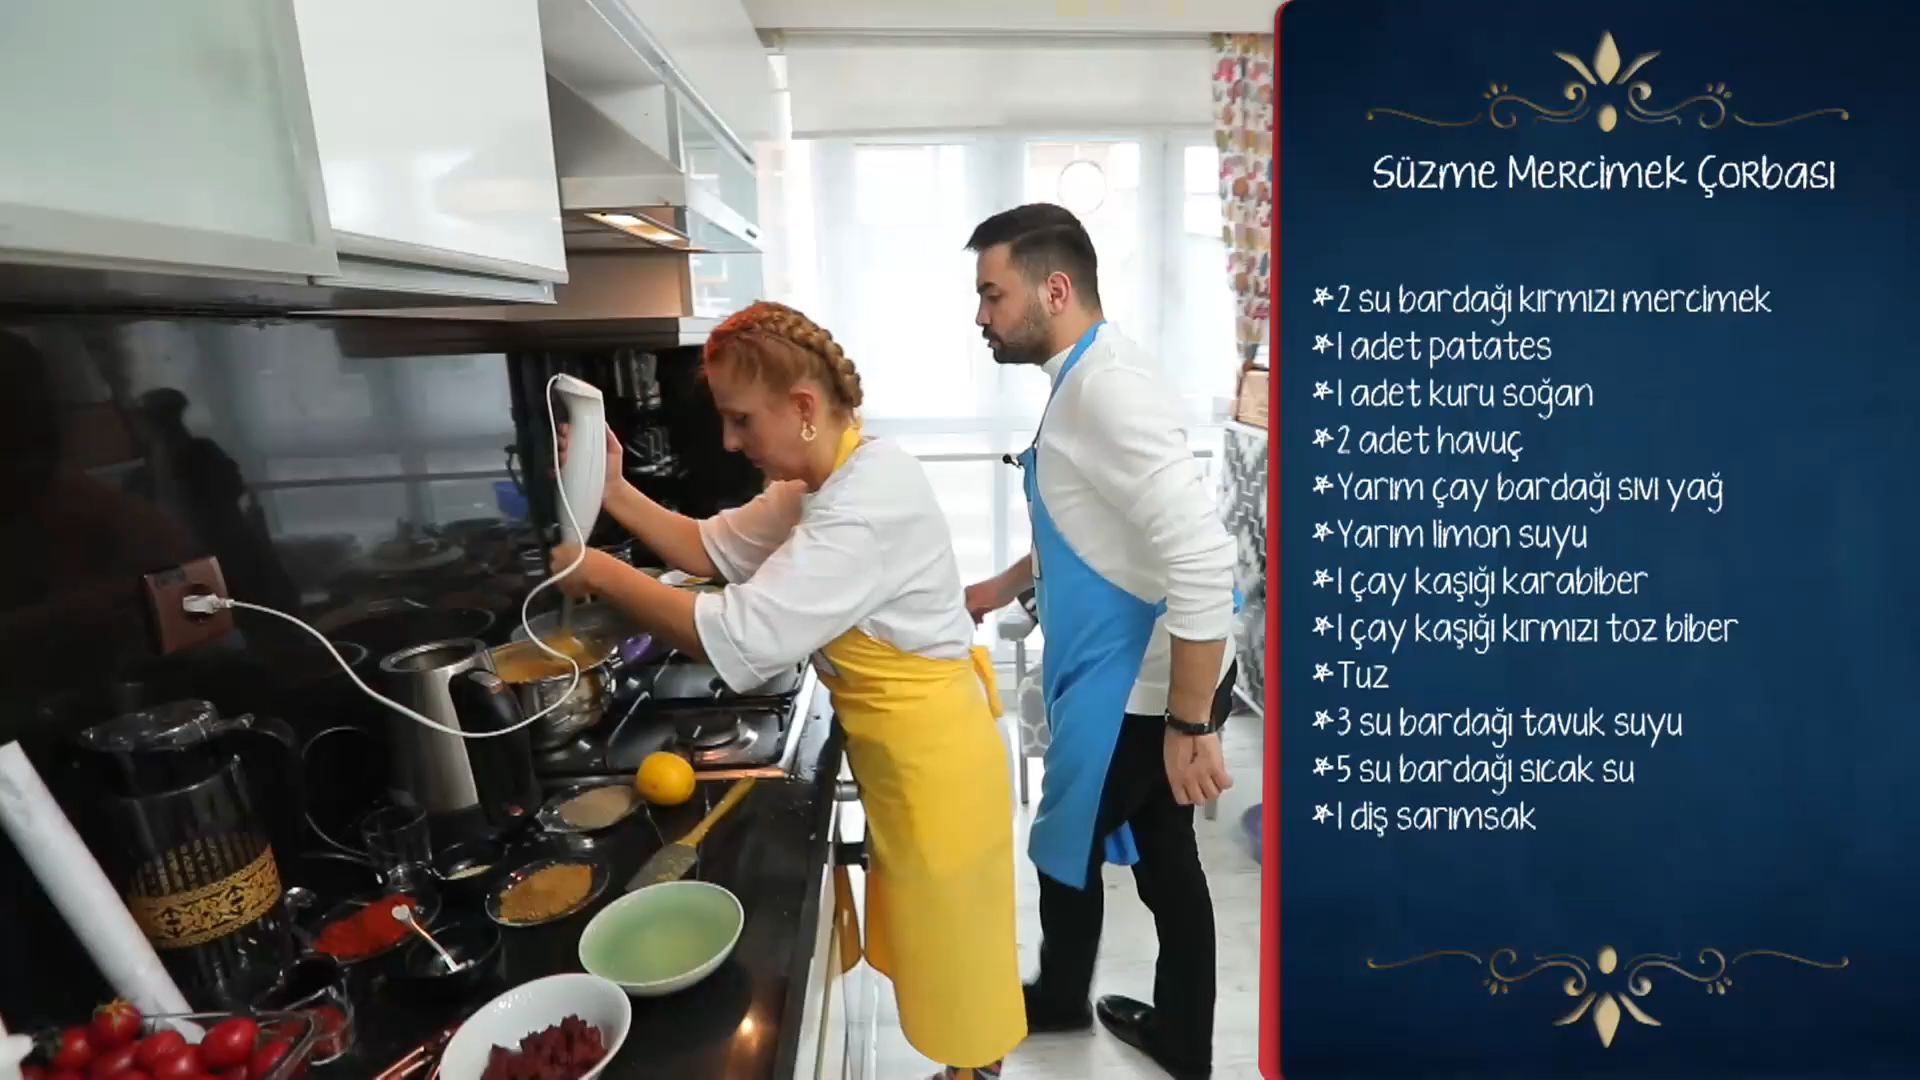 Süzme Mercimek Çorbası
*2 su bardağı kırmızı mercimek
*1 adet patates
*1 adet kuru soğan
*2 adet havuç
*Yarım çay bardağı sıvı yağ
*Yarım limon suyu
*1 çay kaşığı karabiber
*1 çay kaşığı kırmızı toz biber
*Tuz
*3 su bardağı tavuk suyu
*5 su bardağı sıcak su
*1 diş sarımsak